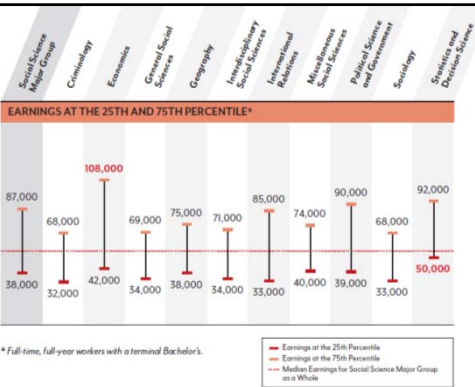 Social Science
Major Group
Criminology
Economics
General Social
Sciences
Geography
Interdisciplinary
Social Sciences
International
Relations
Miscellaneous
Social Sciences
Political Science
and Government
Sociology
Statistics and
Decision Science
EARNINGS AT THE 25TH AND 75TH PERCENTILE*
87,000
68,000
108,000
69,000
75,000
71,000
85,000
74,000
90,000
68,000
92,000
38,000
32,000
42,000
34,000
38,000
34,000
33,000
40,000
39,000
33,000
50,000
* Full-time, full-year workers with a terminal Bachelor's.
Earnings at the 25th Percentile
Earnings at the 75th Percentile
Median Earnings for Social Science Major Group
as a Whole